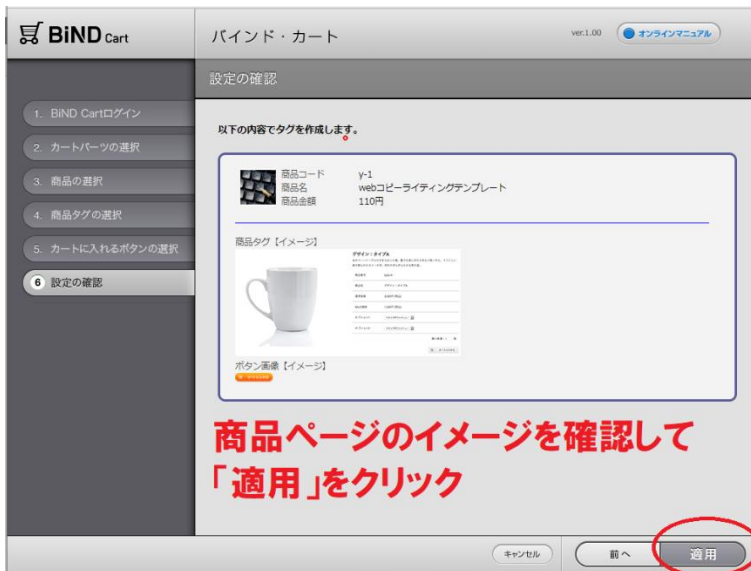 BiND Cart
バインド・カート
ver.1.00
オンラインマニュアル
設定の確認
1. BiND Cartログイン
2. カートパーツの選択
3. 商品の選択
4. 商品タグの選択
5. カートに入れるボタンの選択
6 設定の確認
以下の内容でタグを作成します。
商品コード y-1
商品名 webコピーライティングテンプレート
商品金額 110円
商品タグ【イメージ】
デザイン：タイプA
ボタン画像【イメージ】
商品ページのイメージを確認して
「適用」をクリック
キャンセル
前へ
適用